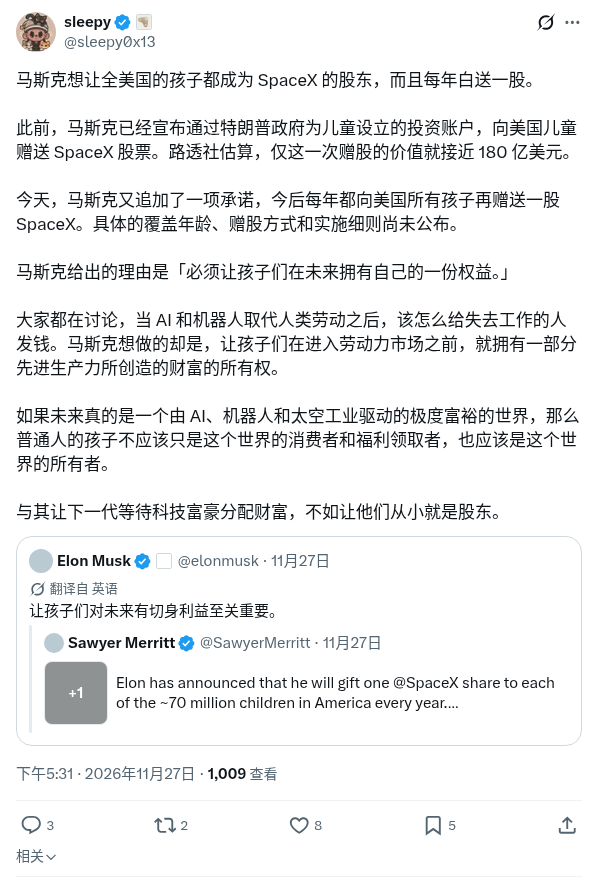 sleepy
@sleepy0x13
马斯克想让全美国的孩子都成为 SpaceX 的股东，而且每年白送一股。
此前，马斯克已经宣布通过特朗普政府为儿童设立的投资账户，向美国儿童
赠送 SpaceX 股票。路透社估算，仅这一次赠股的价值就接近 180 亿美元。
今天，马斯克又追加了一项承诺，今后每年都向美国所有孩子再赠送一股
SpaceX。具体的覆盖年龄、赠股方式和实施细则尚未公布。
马斯克给出的理由是「必须让孩子们在未来拥有自己的一份权益。」
大家都在讨论，当 AI 和机器人取代人类劳动之后，该怎么给失去工作的人
发钱。马斯克想做的却是，让孩子们在进入劳动力市场之前，就拥有一部分
先进生产力所创造的财富的所有权。
如果未来真的是一个由 AI、机器人和太空工业驱动的极度富裕的世界，那么
普通人的孩子不应该只是这个世界的消费者和福利领取者，也应该是这个世
界的所有者。
与其让下一代等待科技富豪分配财富，不如让他们从小就是股东。
Elon Musk @elonmusk · 11月27日
翻译自 英语
让孩子们对未来有切身利益至关重要。
Sawyer Merritt @SawyerMerritt · 11月27日
+1
Elon has announced that he will gift one @SpaceX share to each
of the ~70 million children in America every year....
下午5:31 · 2026年11月27日 · 1,009 查看
3 2 8 5
相关